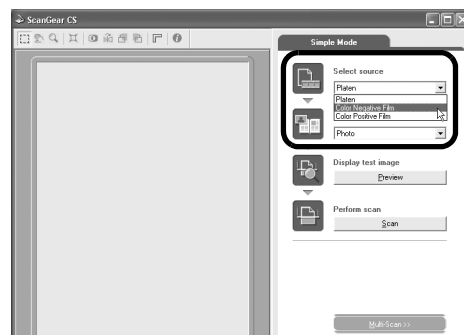 ScanGear CS
Simple Mode
Select source
Platen
Platen
Color Negative Film
Color Positive Film
Photo
Display test image
Preview
Perform scan
Scan
Multi-Scan >>